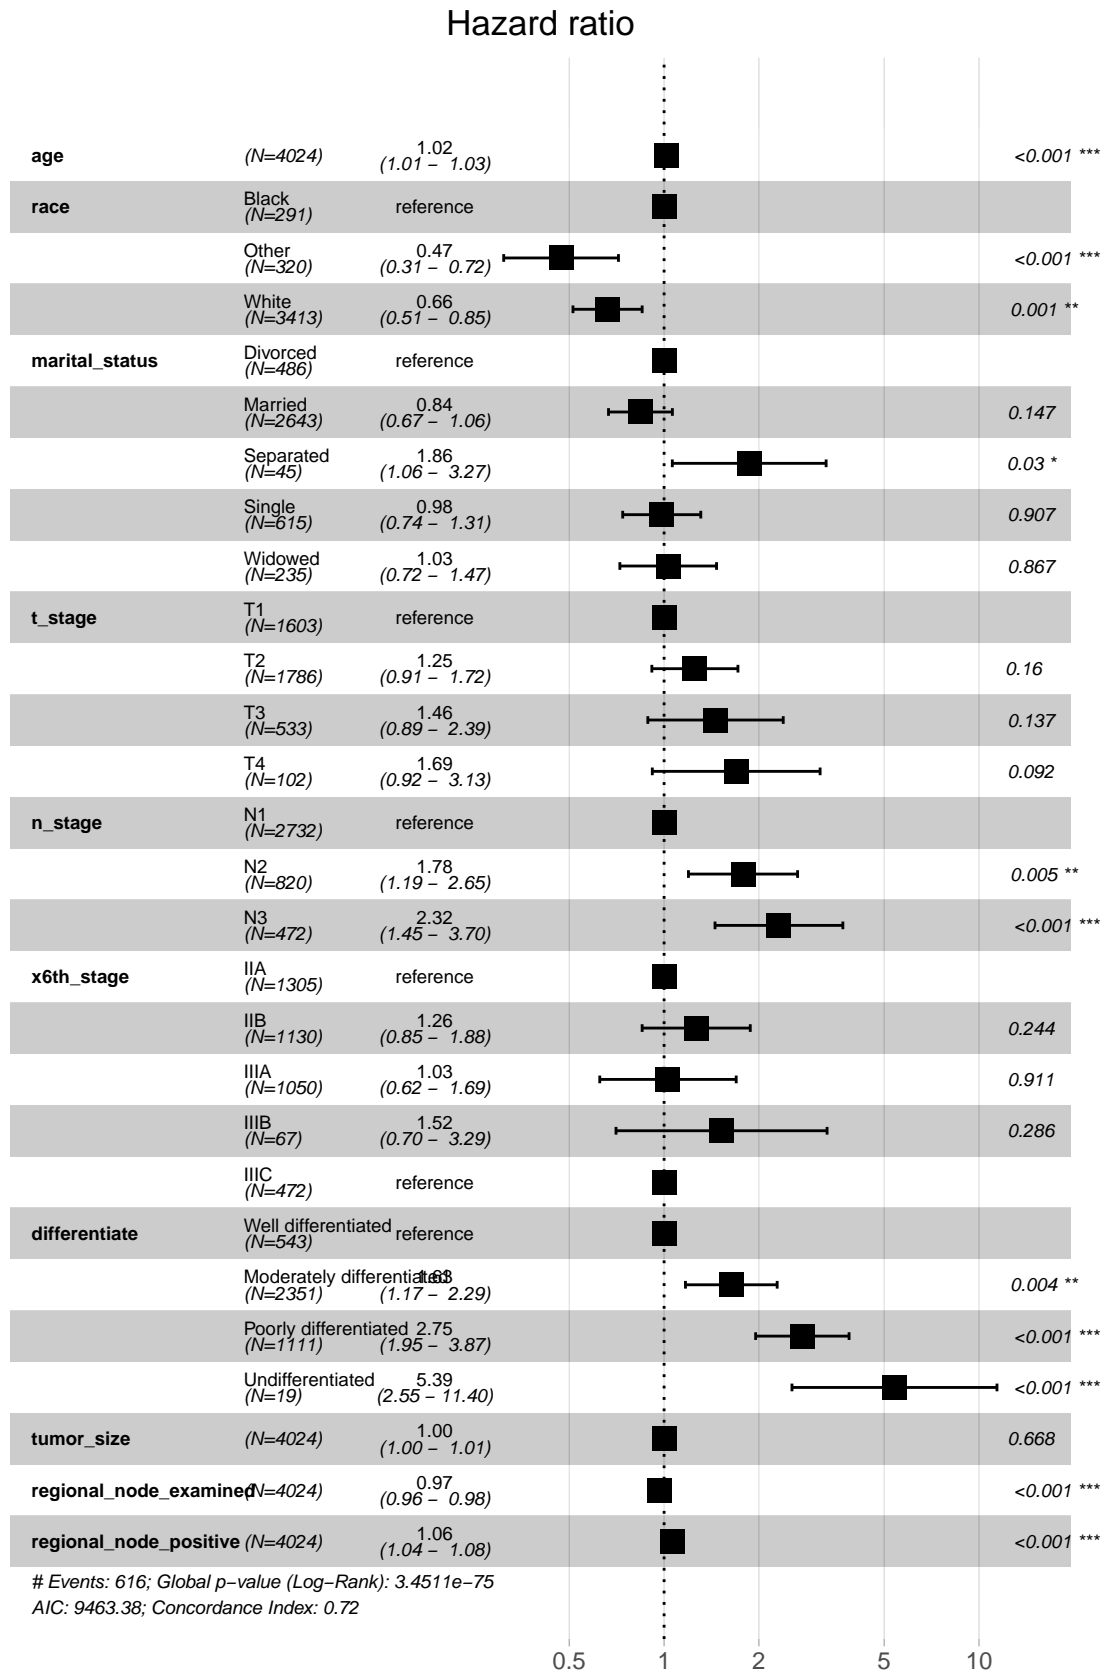 Hazard ratio
age (N=4024) 1.02 (1.01 – 1.03) <0.001 ***
race Black (N=291) reference
Other (N=320) 0.47 (0.31 – 0.72) <0.001 ***
White (N=3413) 0.66 (0.51 – 0.85) 0.001 **
marital_status Divorced (N=486) reference
Married (N=2643) 0.84 (0.67 – 1.06) 0.147
Separated (N=45) 1.86 (1.06 – 3.27) 0.03 *
Single (N=615) 0.98 (0.74 – 1.31) 0.907
Widowed (N=235) 1.03 (0.72 – 1.47) 0.867
t_stage T1 (N=1603) reference
T2 (N=1786) 1.25 (0.91 – 1.72) 0.16
T3 (N=533) 1.46 (0.89 – 2.39) 0.137
T4 (N=102) 1.69 (0.92 – 3.13) 0.092
n_stage N1 (N=2732) reference
N2 (N=820) 1.78 (1.19 – 2.65) 0.005 **
N3 (N=472) 2.32 (1.45 – 3.70) <0.001 ***
x6th_stage IIA (N=1305) reference
IIB (N=1130) 1.26 (0.85 – 1.88) 0.244
IIIA (N=1050) 1.03 (0.62 – 1.69) 0.911
IIIB (N=67) 1.52 (0.70 – 3.29) 0.286
IIIC (N=472) reference
differentiate Well differentiated (N=543) reference
Moderately differentiated (N=2351) 1.63 (1.17 – 2.29) 0.004 **
Poorly differentiated (N=1111) 2.75 (1.95 – 3.87) <0.001 ***
Undifferentiated (N=19) 5.39 (2.55 – 11.40) <0.001 ***
tumor_size (N=4024) 1.00 (1.00 – 1.01) 0.668
regional_node_examined (N=4024) 0.97 (0.96 – 0.98) <0.001 ***
regional_node_positive (N=4024) 1.06 (1.04 – 1.08) <0.001 ***
# Events: 616; Global p−value (Log−Rank): 3.4511e−75
AIC: 9463.38; Concordance Index: 0.72
0.5 1 2 5 10